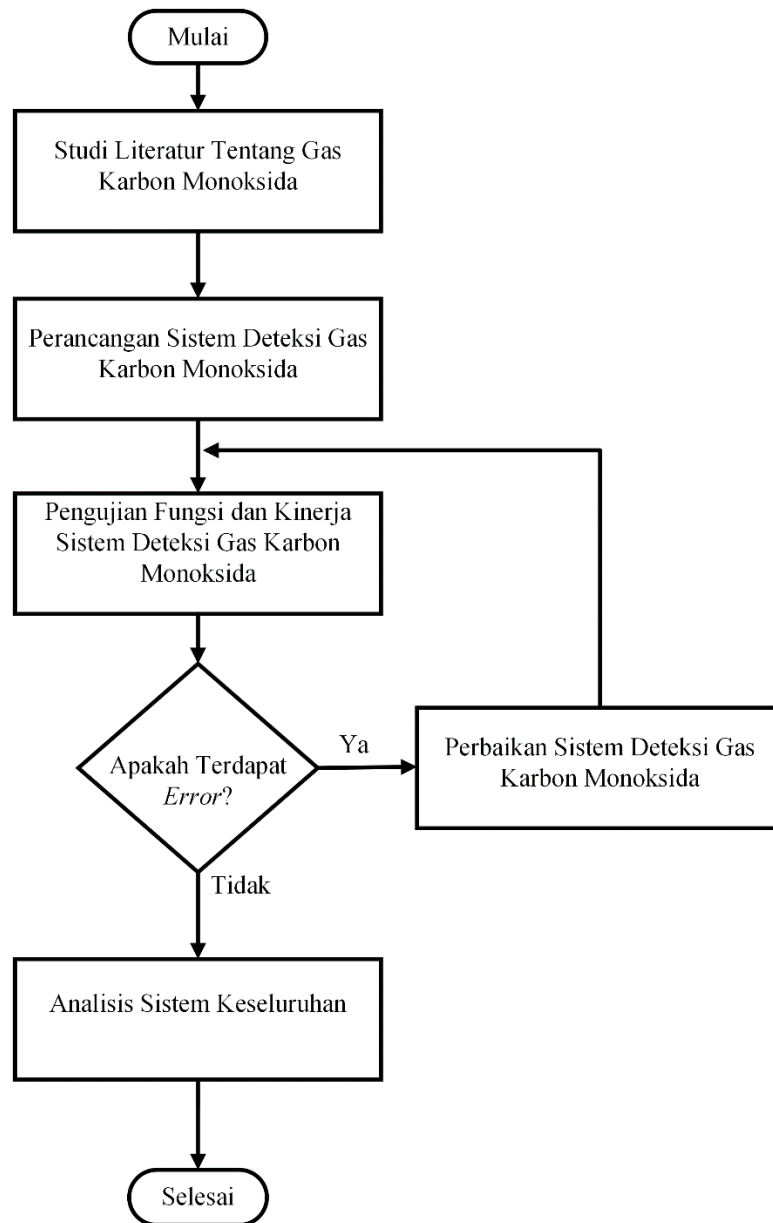 Mulai
Studi Literatur Tentang Gas
Karbon Monoksida
Perancangan Sistem Deteksi Gas
Karbon Monoksida
Pengujian Fungsi dan Kinerja
Sistem Deteksi Gas Karbon
Monoksida
Apakah Terdapat
Error?
Ya
Perbaikan Sistem Deteksi Gas
Karbon Monoksida
Tidak
Analisis Sistem Keseluruhan
Selesai